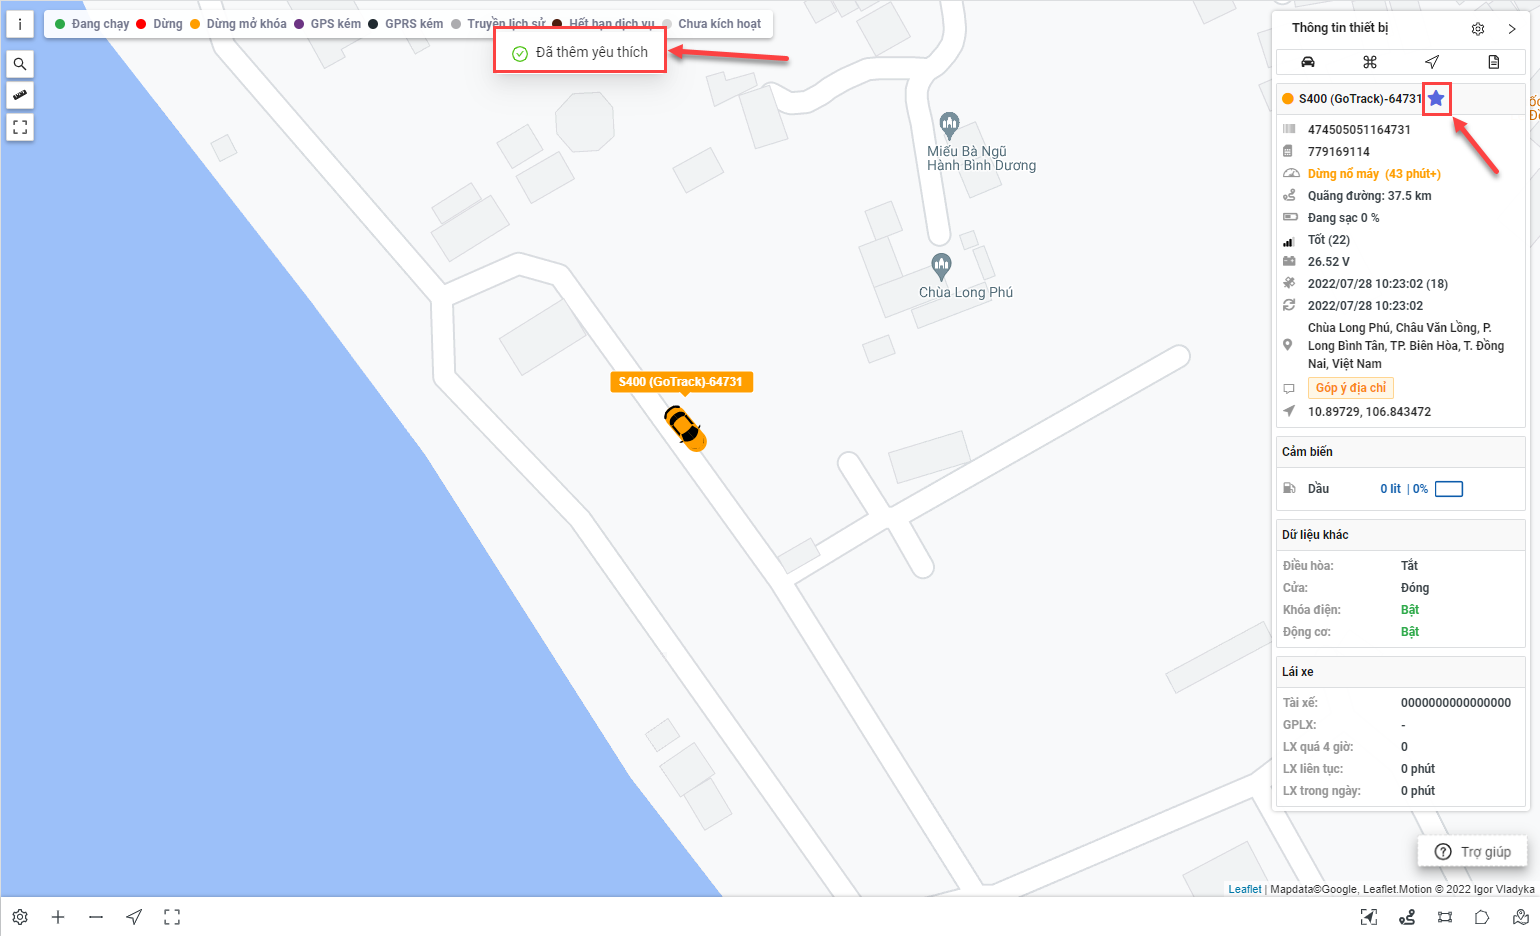 i
Đang chạy Dừng Dừng mở khóa GPS kém GPRS kém Truyền lịch sử Hết hạn dịch vụ Chưa kích hoạt
Đã thêm yêu thích
Miếu Bà Ngũ
Hành Bình Dương
Chùa Long Phú
S400 (GoTrack)-64731
Thông tin thiết bị
S400 (GoTrack)-64731
474505051164731
779169114
Dừng nổ máy (43 phút+)
Quãng đường: 37.5 km
Đang sạc 0 %
Tốt (22)
26.52 V
2022/07/28 10:23:02 (18)
2022/07/28 10:23:02
Chùa Long Phú, Châu Văn Lồng, P.
Long Bình Tân, TP. Biên Hòa, T. Đồng
Nai, Việt Nam
Góp ý địa chỉ
10.89729, 106.843472
Cảm biến
Dầu 0 lit | 0%
Dữ liệu khác
Điều hòa: Tắt
Cửa: Đóng
Khóa điện: Bật
Động cơ: Bật
Lái xe
Tài xế: 0000000000000000
GPLX: -
LX quá 4 giờ: 0
LX liên tục: 0 phút
LX trong ngày: 0 phút
Trợ giúp
Leaflet | Mapdata©Google, Leaflet.Motion © 2022 Igor Vladyka